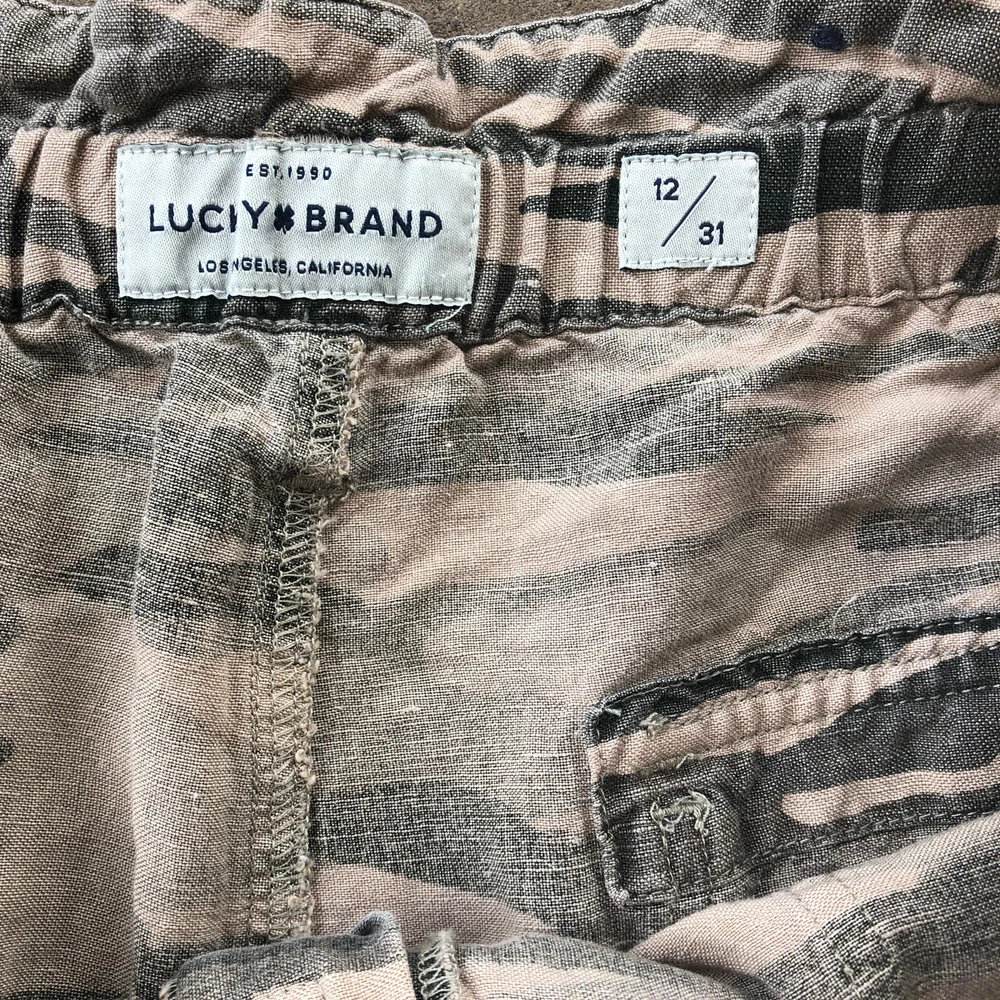 EST. 1990
LUCKY BRAND
LOS ANGELES, CALIFORNIA
12/31